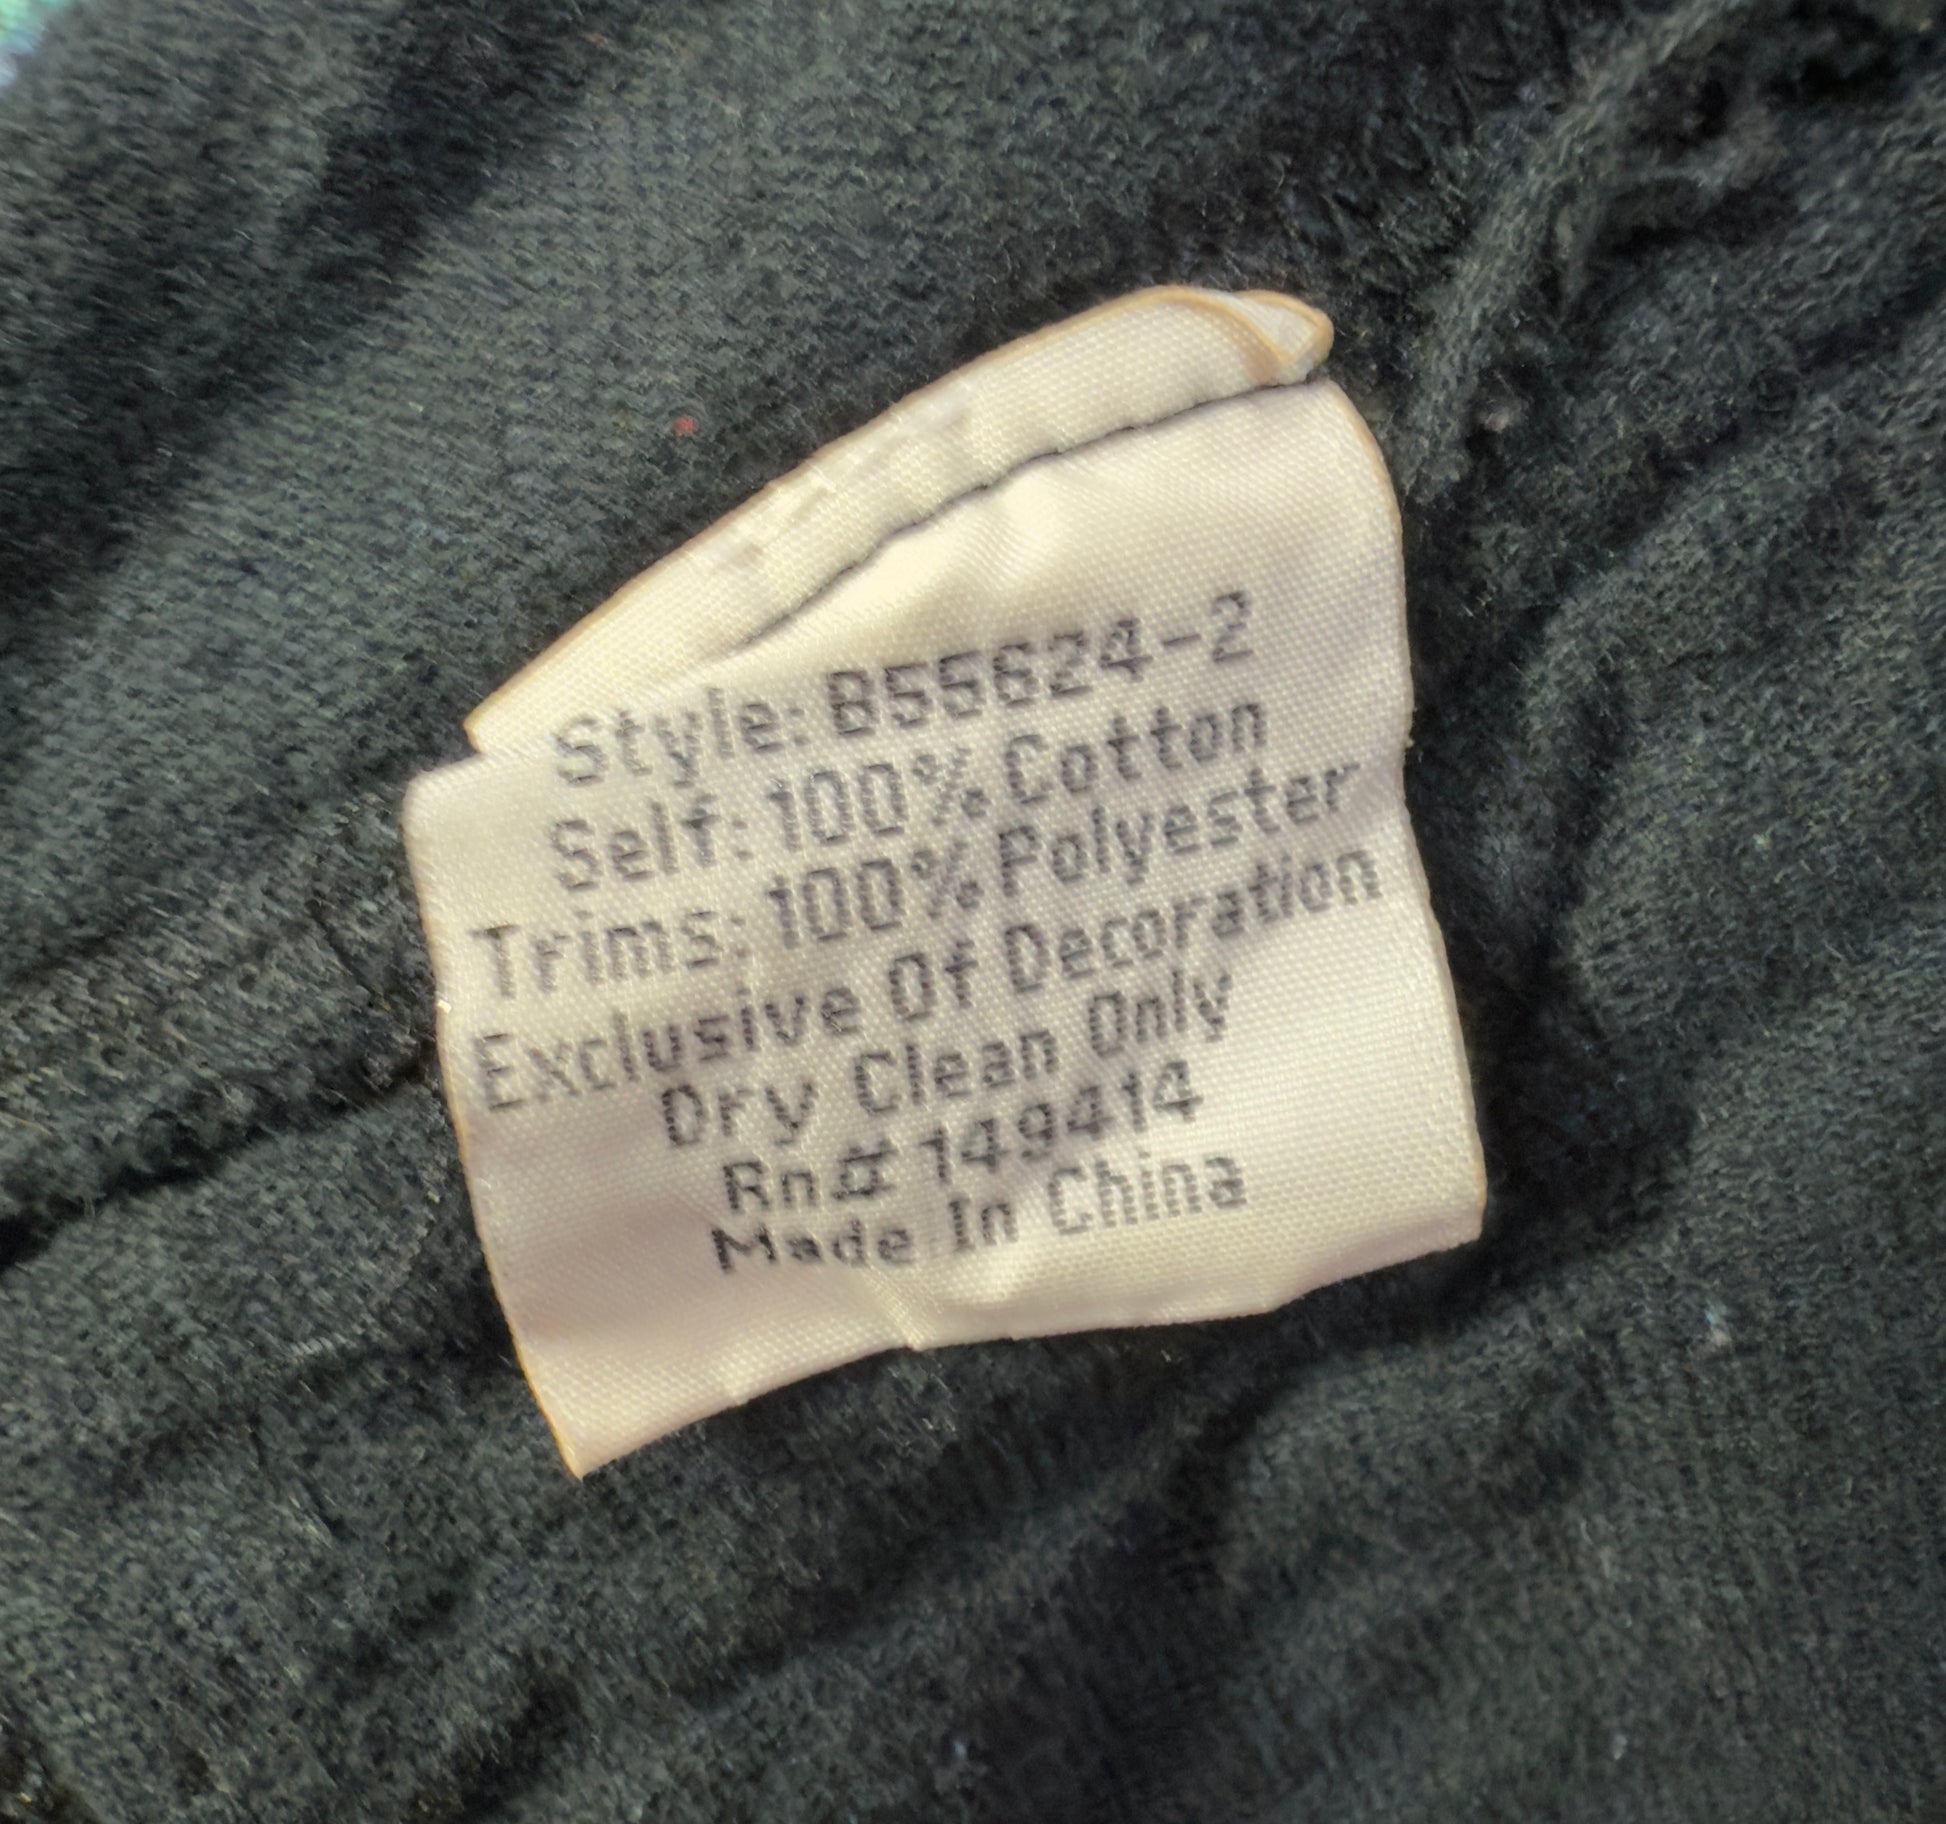 Style: B55624-2
Self: 100% Cotton
Trims: 100% Polyester
Exclusive Of Decoration
Dry Clean Only
Rn# 149414
Made In China